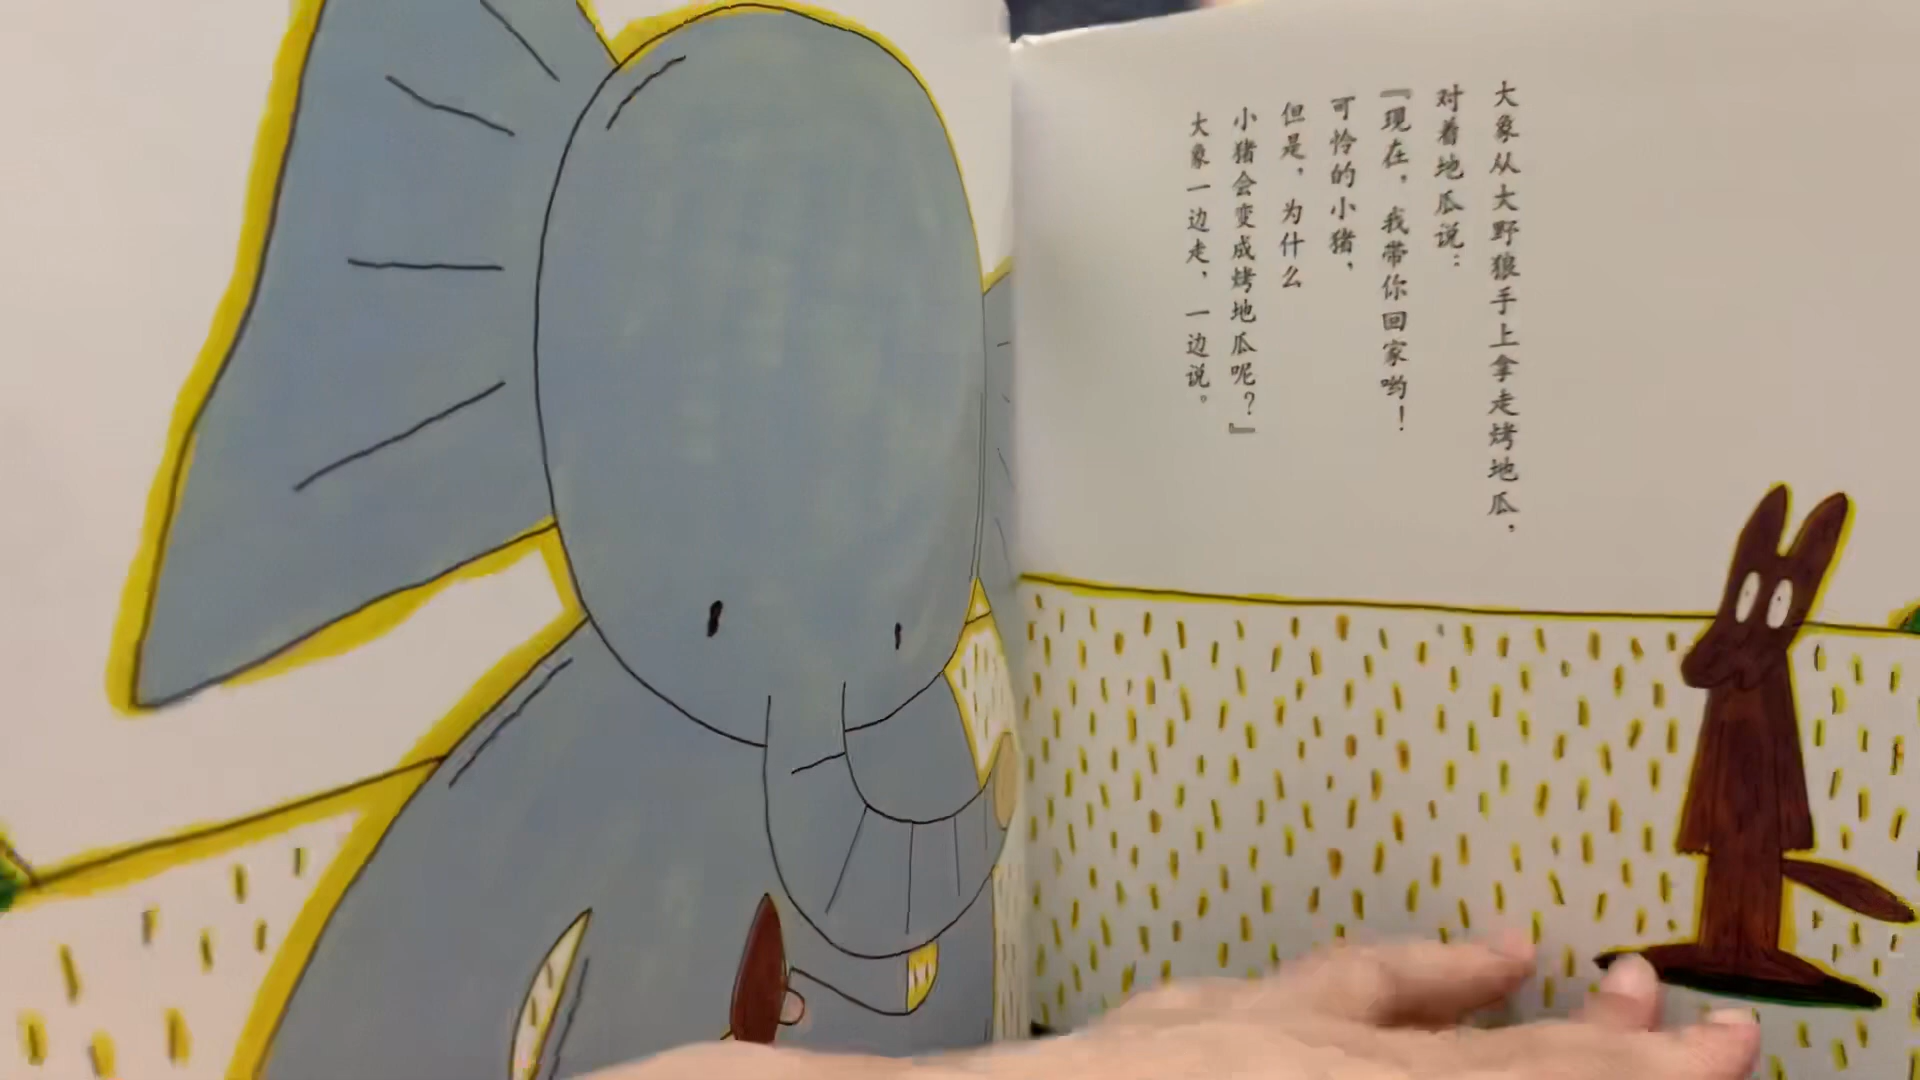 大象从大野狼手上拿走烤地瓜，
对着地瓜说：
『现在，我带你回家哟！
可怜的小猪，
但是，为什么
小猪会变成烤地瓜呢？』
大象一边走，一边说。